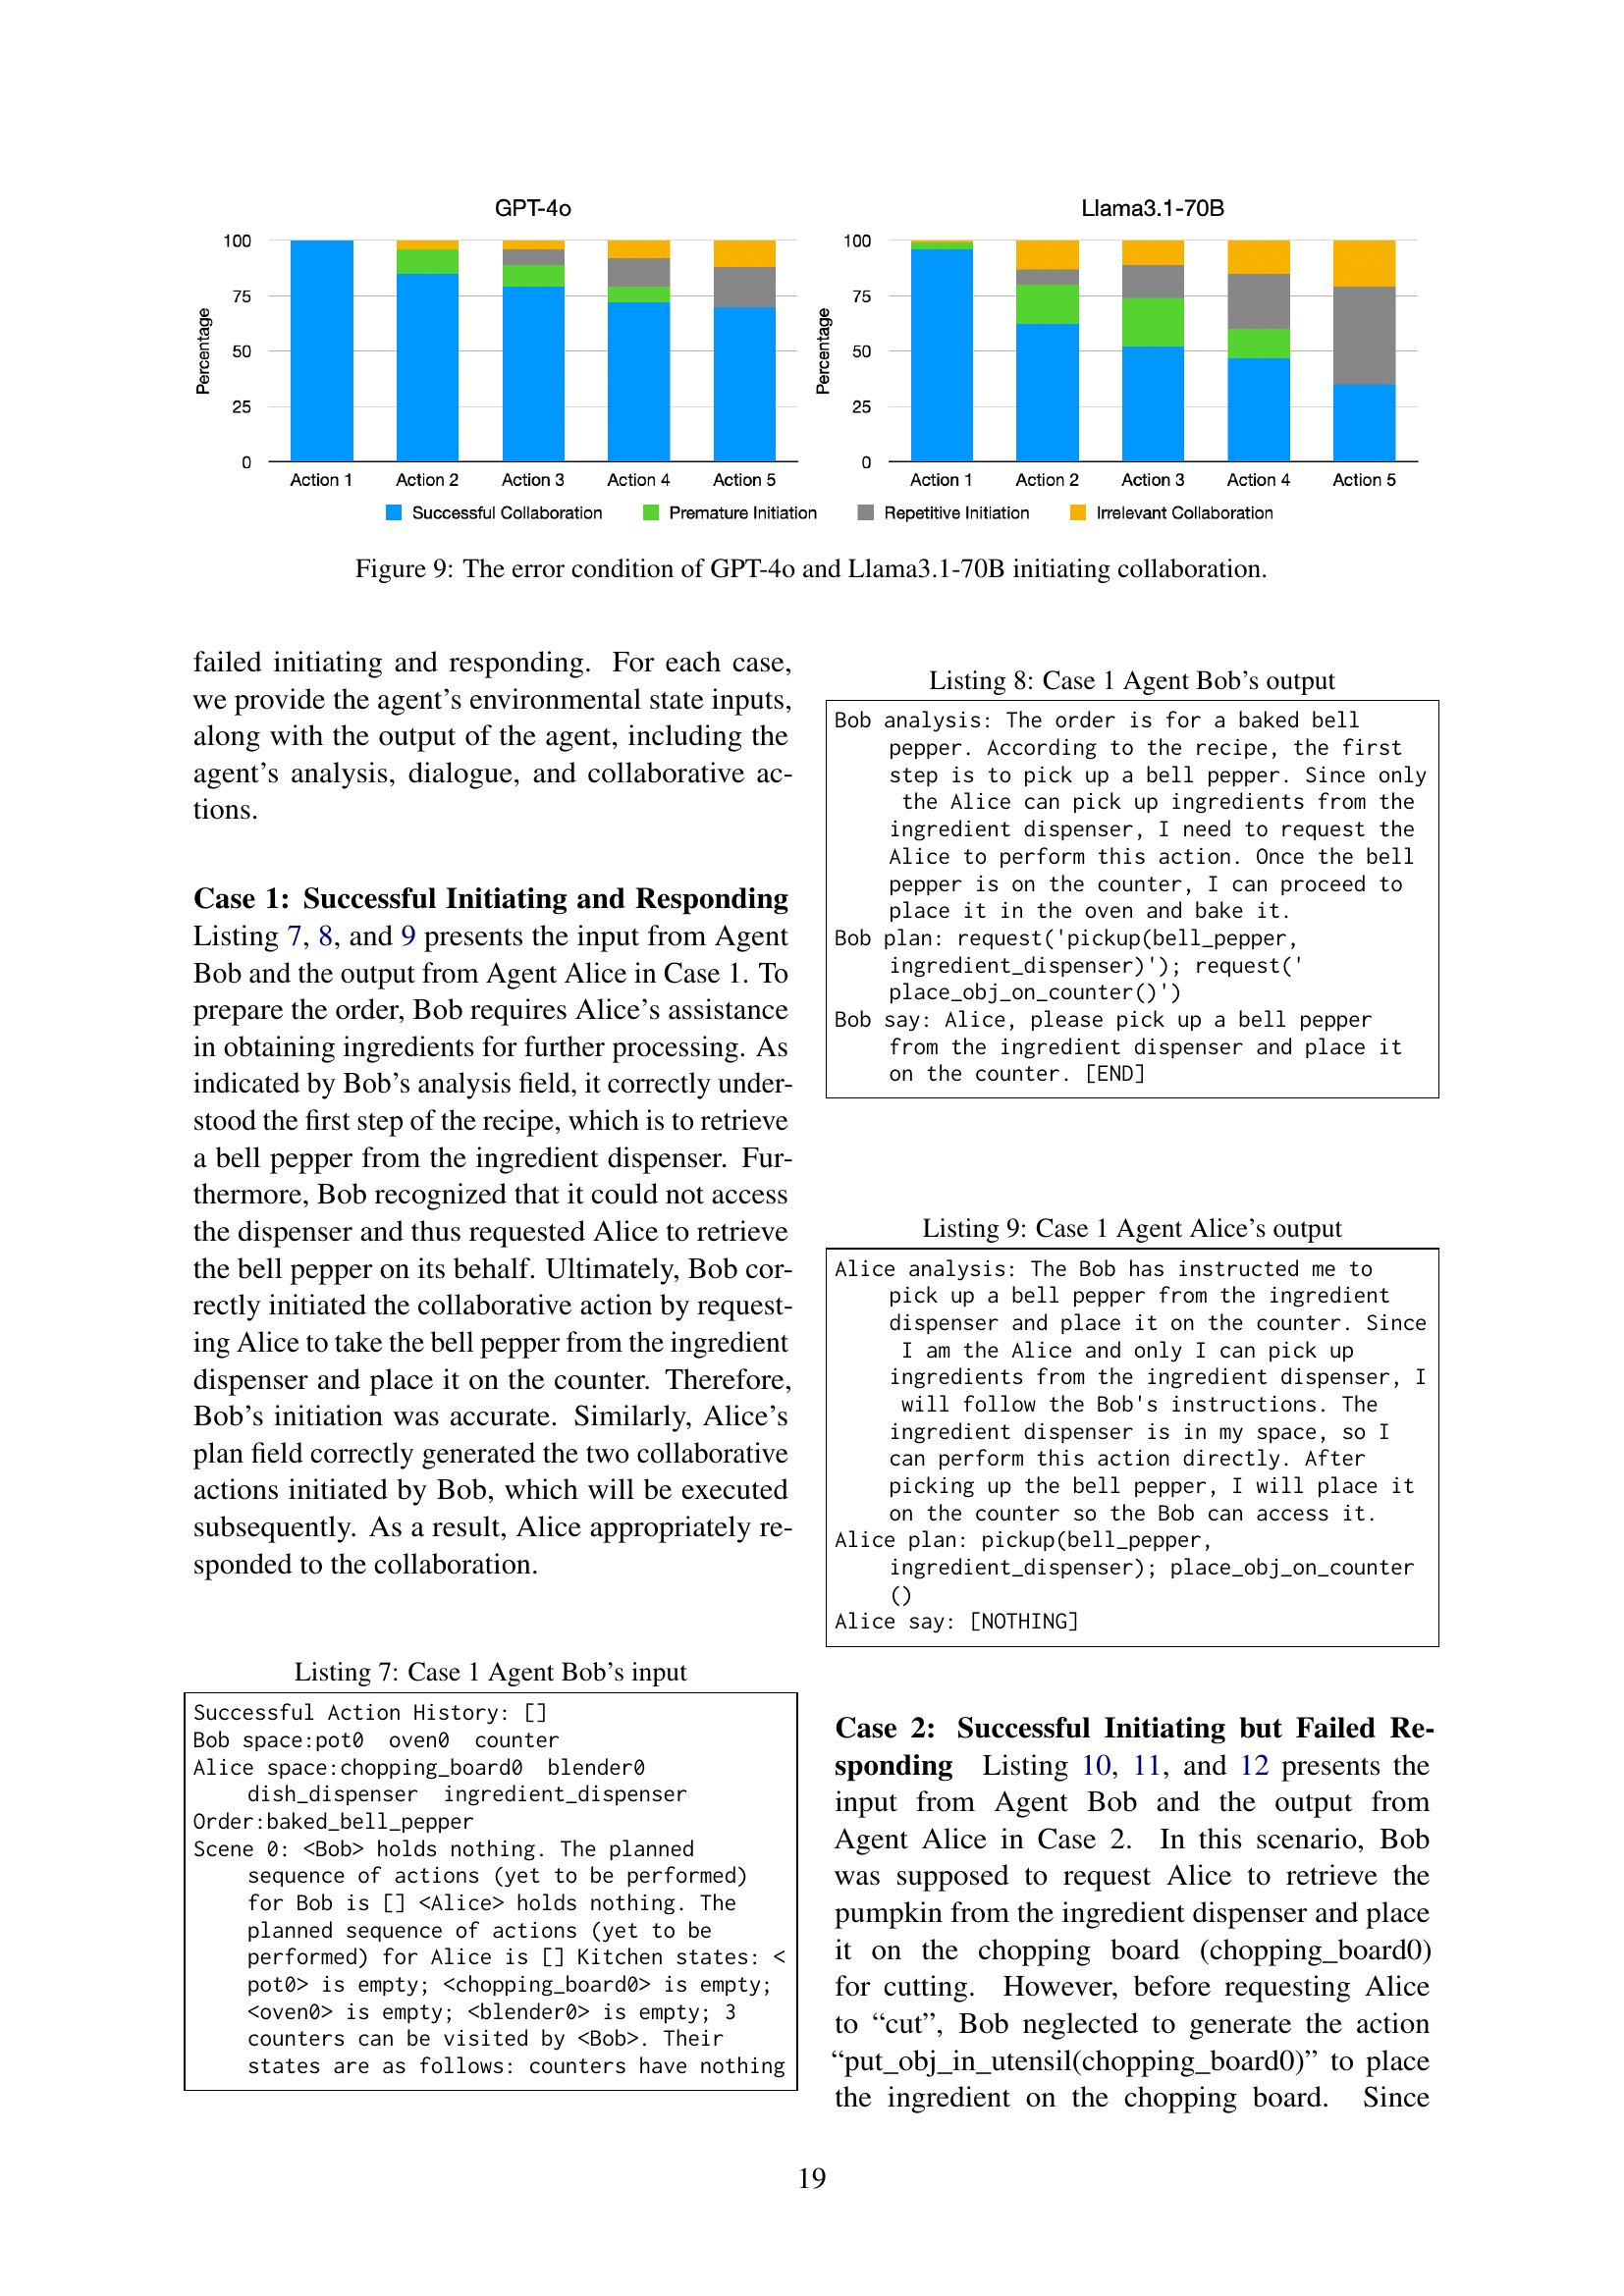 GPT-4o
Percentage
100
75
50
25
0
Action 1 Action 2 Action 3 Action 4 Action 5
Llama3.1-70B
Percentage
100
75
50
25
0
Action 1 Action 2 Action 3 Action 4 Action 5
Successful Collaboration Premature Initiation Repetitive Initiation Irrelevant Collaboration
Figure 9: The error condition of GPT-4o and Llama3.1-70B initiating collaboration.
failed initiating and responding. For each case,
we provide the agent’s environmental state inputs,
along with the output of the agent, including the
agent’s analysis, dialogue, and collaborative ac-
tions.
Case 1: Successful Initiating and Responding
Listing 7, 8, and 9 presents the input from Agent
Bob and the output from Agent Alice in Case 1. To
prepare the order, Bob requires Alice’s assistance
in obtaining ingredients for further processing. As
indicated by Bob’s analysis field, it correctly under-
stood the first step of the recipe, which is to retrieve
a bell pepper from the ingredient dispenser. Fur-
thermore, Bob recognized that it could not access
the dispenser and thus requested Alice to retrieve
the bell pepper on its behalf. Ultimately, Bob cor-
rectly initiated the collaborative action by request-
ing Alice to take the bell pepper from the ingredient
dispenser and place it on the counter. Therefore,
Bob’s initiation was accurate. Similarly, Alice’s
plan field correctly generated the two collaborative
actions initiated by Bob, which will be executed
subsequently. As a result, Alice appropriately re-
sponded to the collaboration.
Listing 7: Case 1 Agent Bob’s input
Successful Action History: []
Bob space:pot0 oven0 counter
Alice space:chopping_board0 blender0
dish_dispenser ingredient_dispenser
Order:baked_bell_pepper
Scene 0: <Bob> holds nothing. The planned
sequence of actions (yet to be performed)
for Bob is [] <Alice> holds nothing. The
planned sequence of actions (yet to be
performed) for Alice is [] Kitchen states: <
pot0> is empty; <chopping_board0> is empty;
<oven0> is empty; <blender0> is empty; 3
counters can be visited by <Bob>. Their
states are as follows: counters have nothing
Listing 8: Case 1 Agent Bob’s output
Bob analysis: The order is for a baked bell
pepper. According to the recipe, the first
step is to pick up a bell pepper. Since only
the Alice can pick up ingredients from the
ingredient dispenser, I need to request the
Alice to perform this action. Once the bell
pepper is on the counter, I can proceed to
place it in the oven and bake it.
Bob plan: request('pickup(bell_pepper,
ingredient_dispenser)'); request('
place_obj_on_counter()')
Bob say: Alice, please pick up a bell pepper
from the ingredient dispenser and place it
on the counter. [END]
Listing 9: Case 1 Agent Alice’s output
Alice analysis: The Bob has instructed me to
pick up a bell pepper from the ingredient
dispenser and place it on the counter. Since
I am the Alice and only I can pick up
ingredients from the ingredient dispenser, I
will follow the Bob's instructions. The
ingredient dispenser is in my space, so I
can perform this action directly. After
picking up the bell pepper, I will place it
on the counter so the Bob can access it.
Alice plan: pickup(bell_pepper,
ingredient_dispenser); place_obj_on_counter
()
Alice say: [NOTHING]
Case 2: Successful Initiating but Failed Re-
sponding Listing 10, 11, and 12 presents the
input from Agent Bob and the output from
Agent Alice in Case 2. In this scenario, Bob
was supposed to request Alice to retrieve the
pumpkin from the ingredient dispenser and place
it on the chopping board (chopping_board0)
for cutting. However, before requesting Alice
to “cut”, Bob neglected to generate the action
“put_obj_in_utensil(chopping_board0)” to place
the ingredient on the chopping board. Since
19